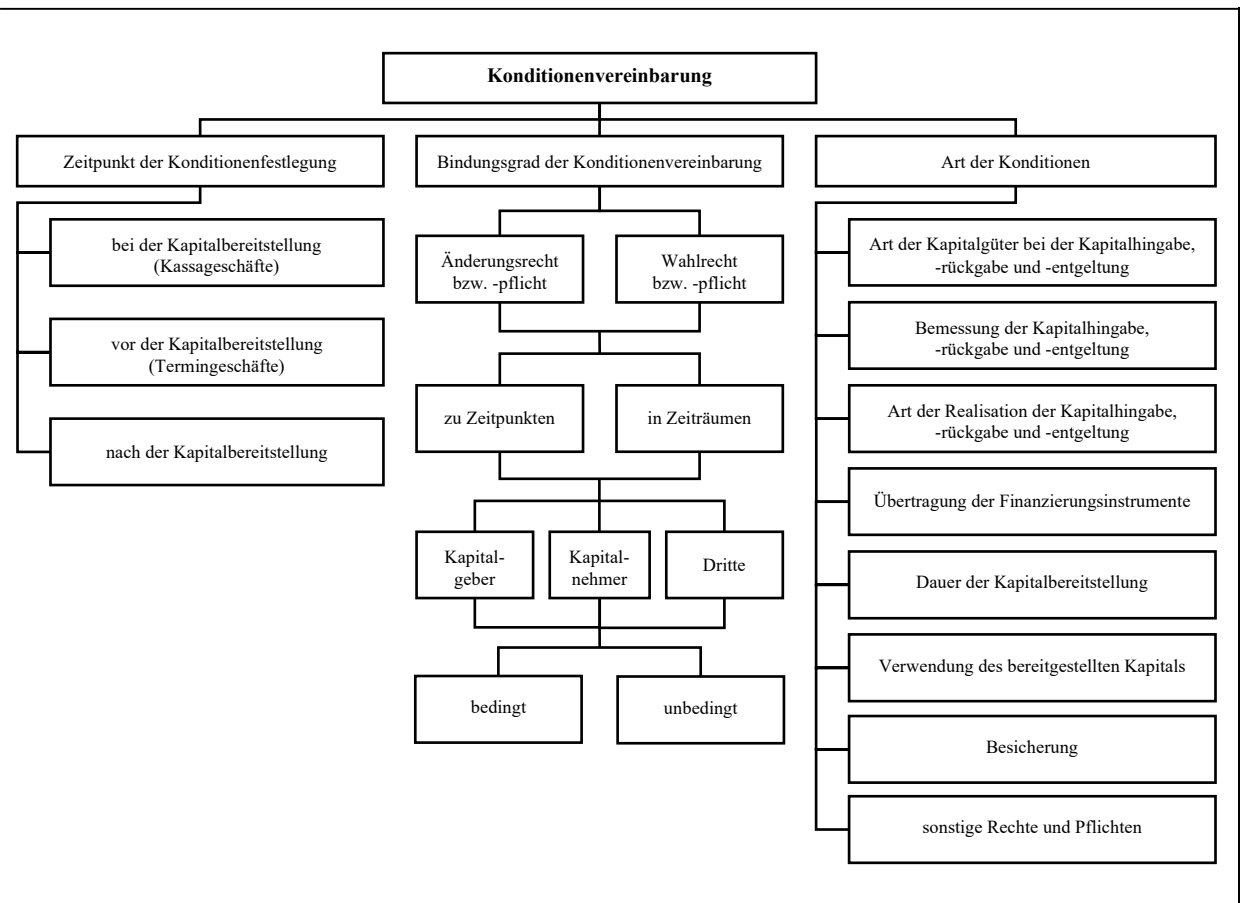 Konditionenvereinbarung
Zeitpunkt der Konditionenfestlegung
bei der Kapitalbereitstellung
(Kassageschäfte)
vor der Kapitalbereitstellung
(Termingeschäfte)
nach der Kapitalbereitstellung
Bindungsgrad der Konditionenvereinbarung
Änderungsrecht
bzw. -pflicht
Wahlrecht
bzw. -pflicht
zu Zeitpunkten
in Zeiträumen
Kapital-
geber
Kapital-
nehmer
Dritte
bedingt
unbedingt
Art der Konditionen
Art der Kapitalgüter bei der Kapitalhingabe,
-rückgabe und -entgeltung
Bemessung der Kapitalhingabe,
-rückgabe und -entgeltung
Art der Realisation der Kapitalhingabe,
-rückgabe und -entgeltung
Übertragung der Finanzierungsinstrumente
Dauer der Kapitalbereitstellung
Verwendung des bereitgestellten Kapitals
Besicherung
sonstige Rechte und Pflichten